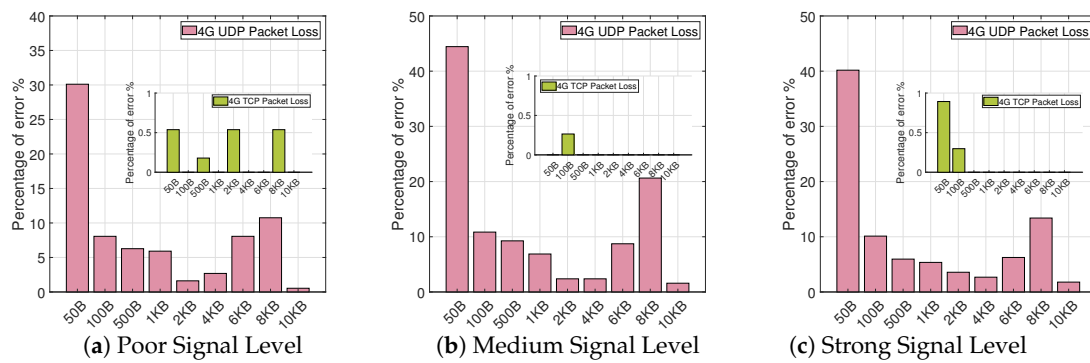 40
35
30
25
20
15
10
5
0
Percentage of error %
4G UDP Packet Loss
1
0.5
0
Percentage of error %
4G TCP Packet Loss
50B 100B 500B 1KB 2KB 4KB 6KB 8KB 10KB
50B 100B 500B 1KB 2KB 4KB 6KB 8KB 10KB
(a) Poor Signal Level
50
40
30
20
10
0
Percentage of error %
4G UDP Packet Loss
1
0.5
0
Percentage of error %
4G TCP Packet Loss
50B 100B 500B 1KB 2KB 4KB 6KB 8KB 10KB
50B 100B 500B 1KB 2KB 4KB 6KB 8KB 10KB
(b) Medium Signal Level
50
40
30
20
10
0
Percentage of error %
4G UDP Packet Loss
1
0.5
0
Percentage of error %
4G TCP Packet Loss
50B 100B 500B 1KB 2KB 4KB 6KB 8KB 10KB
50B 100B 500B 1KB 2KB 4KB 6KB 8KB 10KB
(c) Strong Signal Level